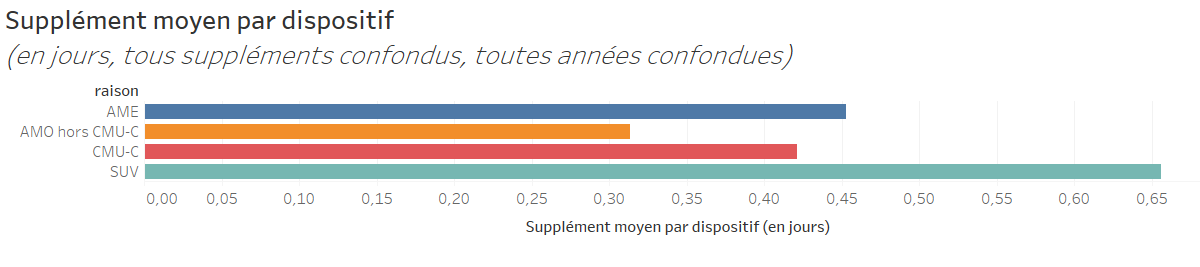 Supplément moyen par dispositif
(en jours, tous suppléments confondus, toutes années confondues)
raison
AME
AMO hors CMU-C
CMU-C
SUV
0,00 0,05 0,10 0,15 0,20 0,25 0,30 0,35 0,40 0,45 0,50 0,55 0,60 0,65
Supplément moyen par dispositif (en jours)